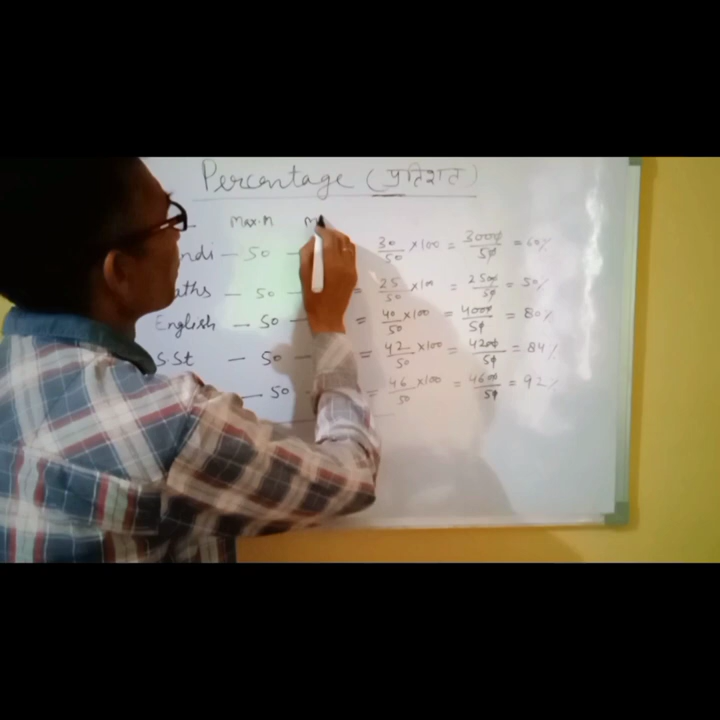 Percentage (प्रतिशत)
Max.M M
ndi — 50 — 30/50 ×100 = 3000/50 = 60%
aths — 50 — = 25/50 ×100 = 2500/50 = 50%
English — 50 — = 40/50 ×100 = 4000/50 = 80%
S.St — 50 — = 42/50 ×100 = 4200/50 = 84%
— 50 = 46/50 ×100 = 4600/50 = 92%